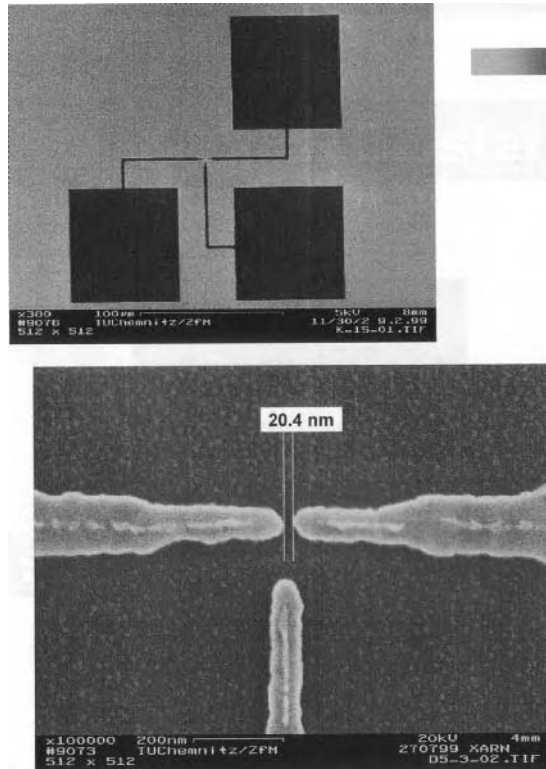 x380 100µm 5kV 8mm
#9076 TUChemnitz/ZfM 11/30/2 9.2.99
512 x 512 K-15-01.TIF
20.4 nm
x100000 200nm 20kV 4mm
#9073 TUChemnitz/ZfM 270799 XARN
512 x 512 D5-3-02.TIF